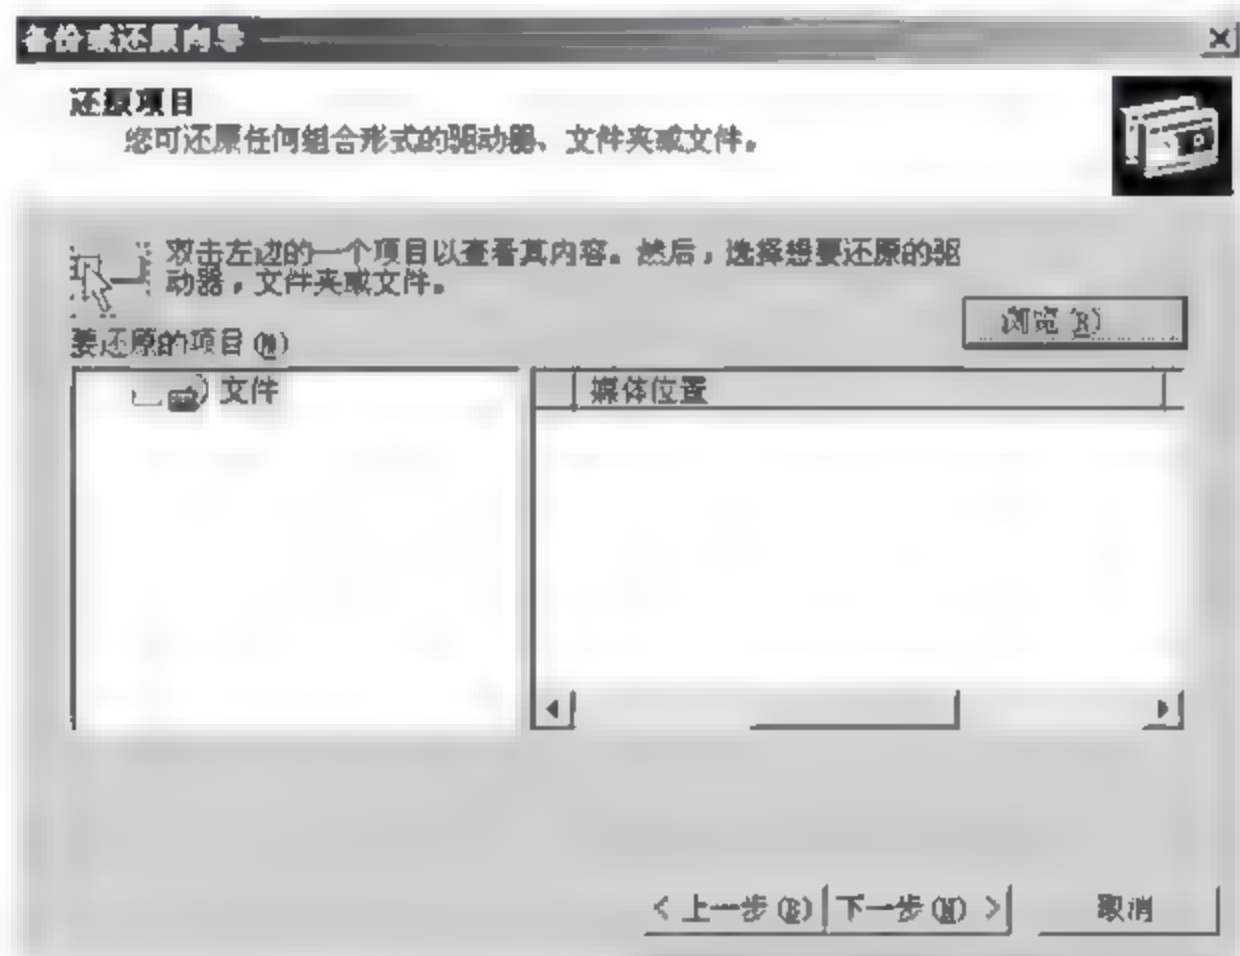 备份或还原向导
还原项目
您可还原任何组合形式的驱动器、文件夹或文件。
双击左边的一个项目以查看其内容。然后，选择想要还原的驱
动器，文件夹或文件。
浏览(R)
要还原的项目(M)
文件
媒体位置
< 上一步(B) 下一步(N) > 取消